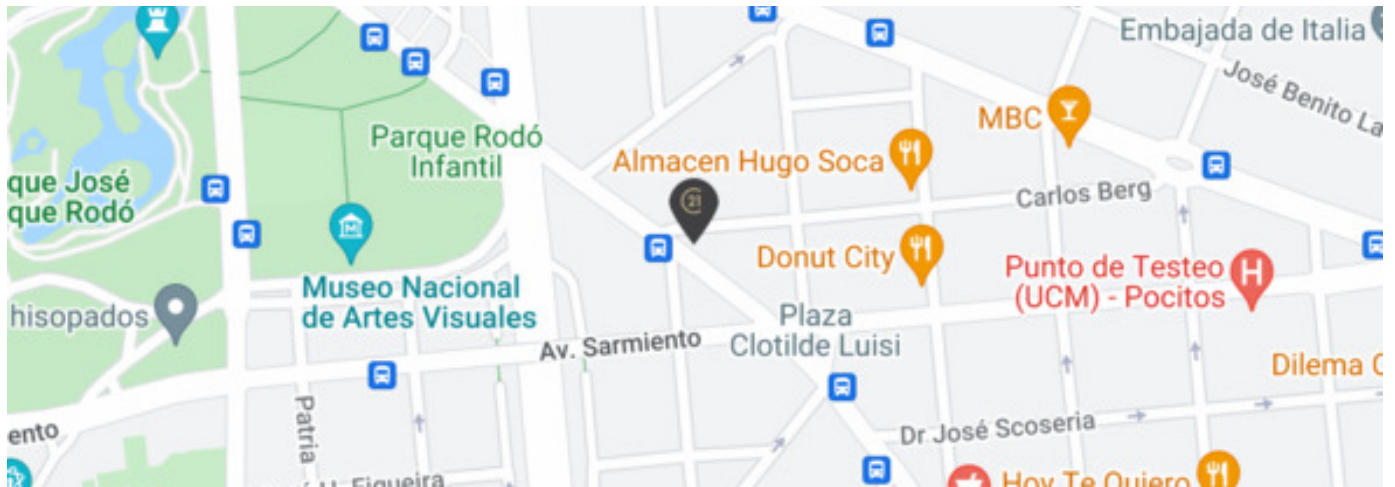 Embajada de Italia
José Benito La
MBC
Parque Rodó
Infantil
Almacen Hugo Soca
que José
que Rodó
21
Carlos Berg
Donut City
Punto de Testeo
(UCM) - Pocitos
H
M
Museo Nacional
de Artes Visuales
hisopados
Plaza
Clotilde Luisi
Av. Sarmiento
Dilema C
Patria
ento
Dr José Scoseria
H. Figueira
Hoy Te Quiero